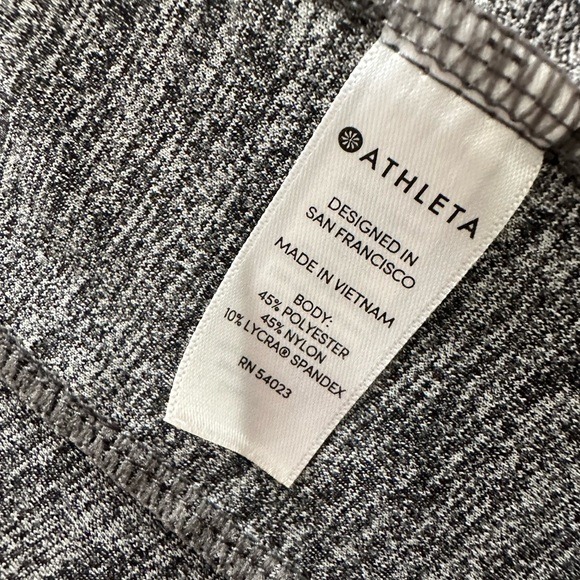 ATHLETA
DESIGNED IN
SAN FRANCISCO
MADE IN VIETNAM
BODY:
45% POLYESTER
45% NYLON
10% LYCRA® SPANDEX
RN 54023